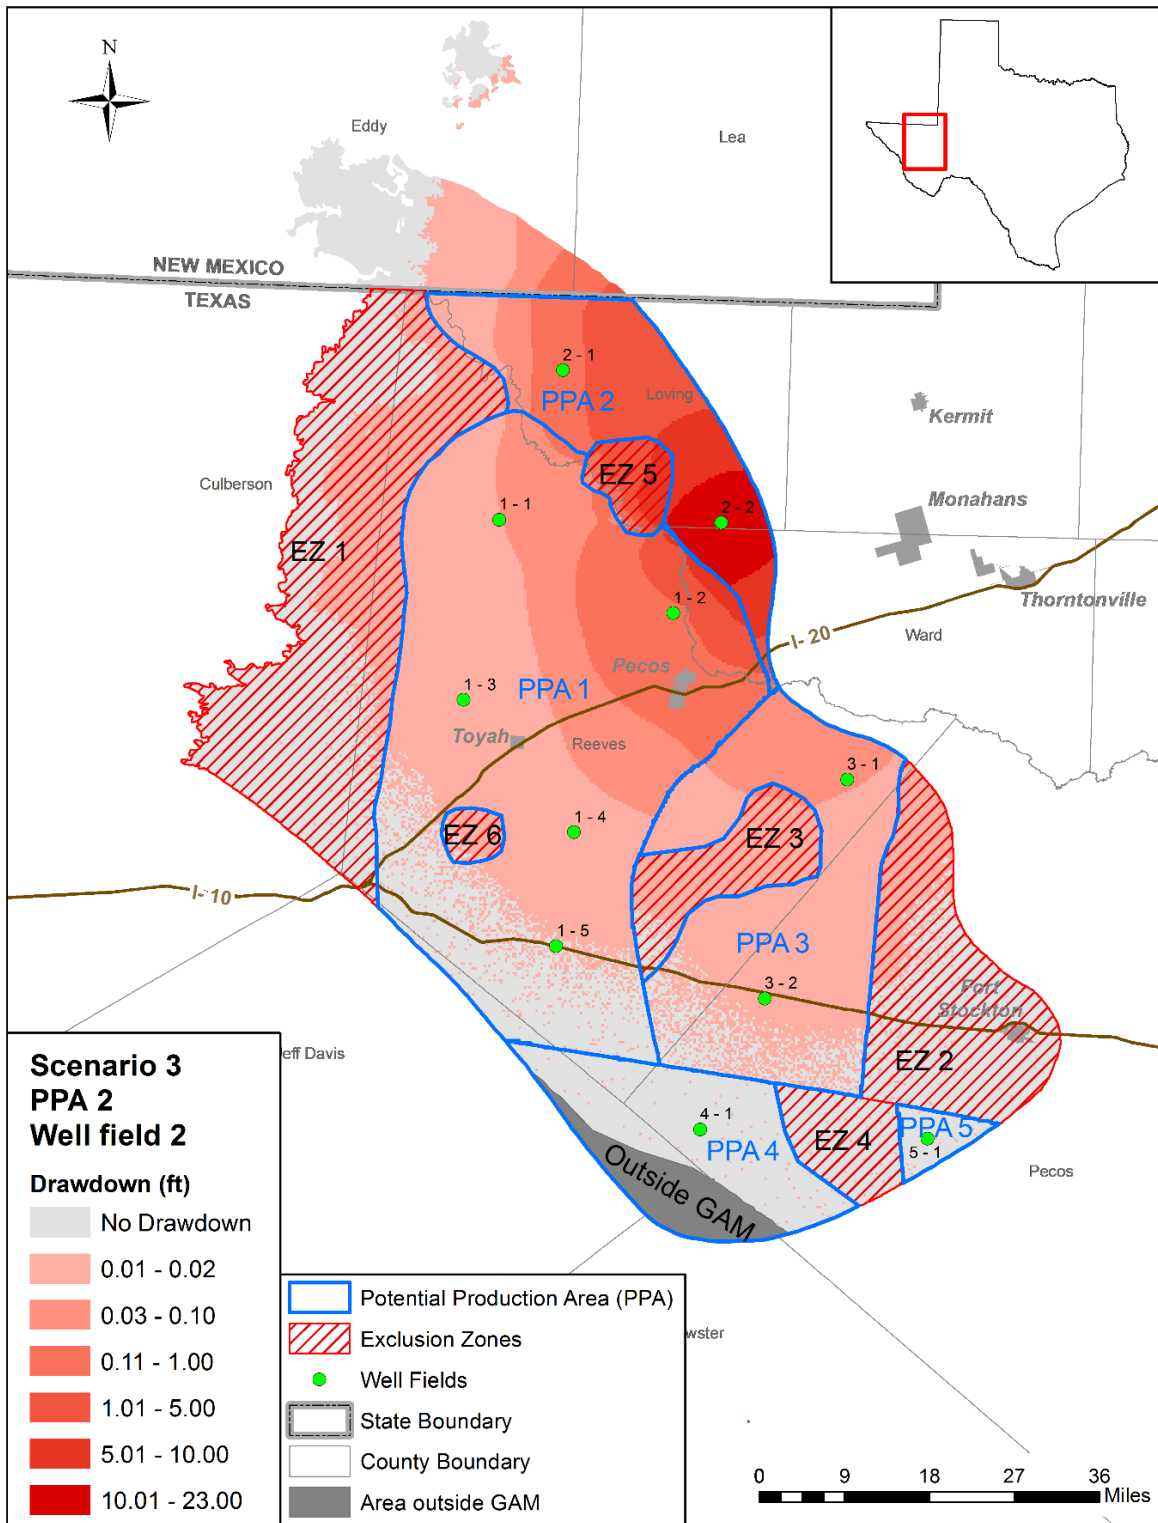 N
Eddy
Lea
NEW MEXICO
TEXAS
2 - 1
PPA 2
Loving
Kermit
Culberson
EZ 5
Monahans
1 - 1
2 - 2
EZ 1
1 - 2
Thorntonville
I- 20
Ward
Pecos
1 - 3
PPA 1
Toyah
Reeves
3 - 1
1 - 4
EZ 6
EZ 3
I- 10
1 - 5
PPA 3
3 - 2
Fort
Stockton
EZ 2
Jeff Davis
4 - 1
PPA 4
EZ 4
PPA 5
5 - 1
Outside GAM
Pecos
wster
Scenario 3
PPA 2
Well field 2
Drawdown (ft)
No Drawdown
0.01 - 0.02
0.03 - 0.10
0.11 - 1.00
1.01 - 5.00
5.01 - 10.00
10.01 - 23.00
Potential Production Area (PPA)
Exclusion Zones
Well Fields
State Boundary
County Boundary
Area outside GAM
0 9 18 27 36
Miles